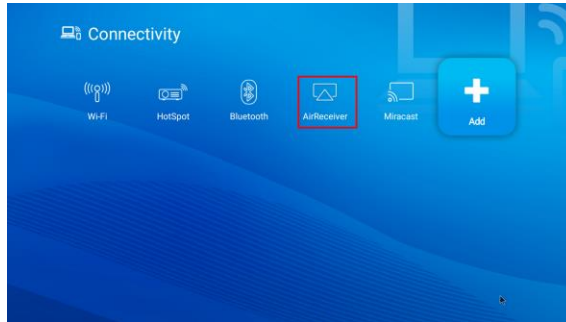 Connectivity
Wi-Fi
HotSpot
Bluetooth
AirReceiver
Miracast
Add